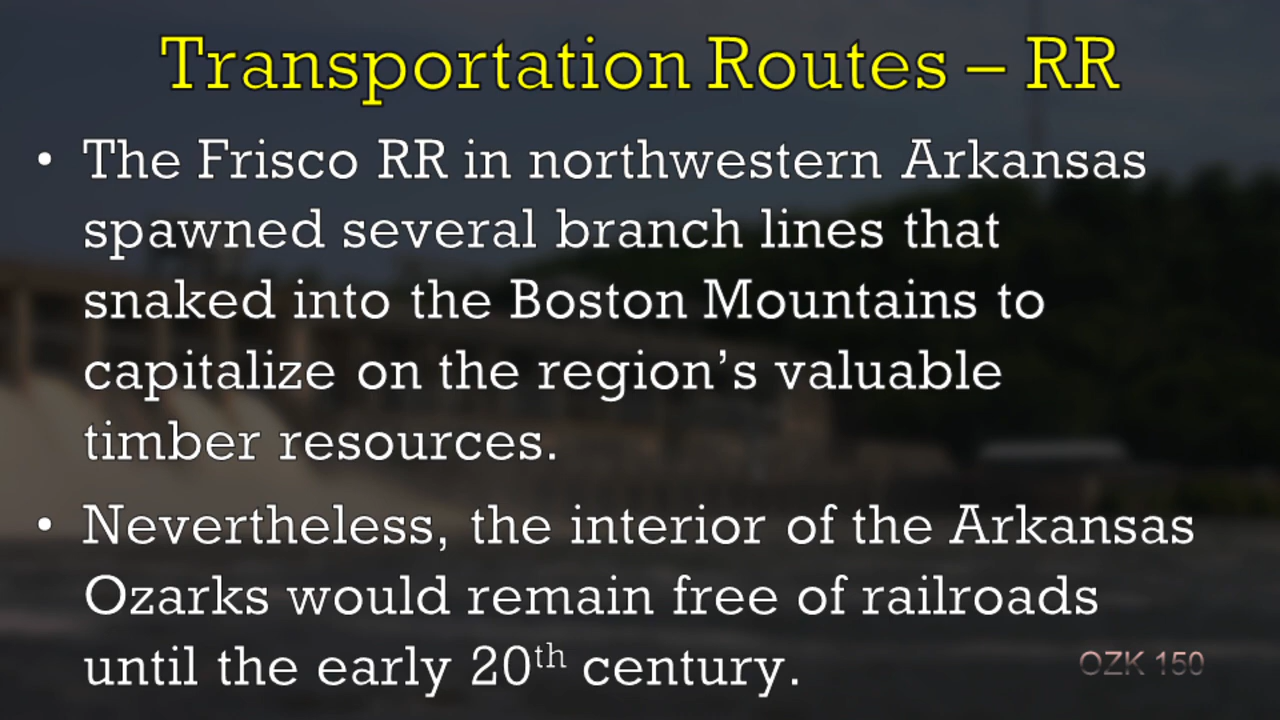 Transportation Routes – RR
• The Frisco RR in northwestern Arkansas
spawned several branch lines that
snaked into the Boston Mountains to
capitalize on the region’s valuable
timber resources.
• Nevertheless, the interior of the Arkansas
Ozarks would remain free of railroads
until the early 20th century.
OZK 150